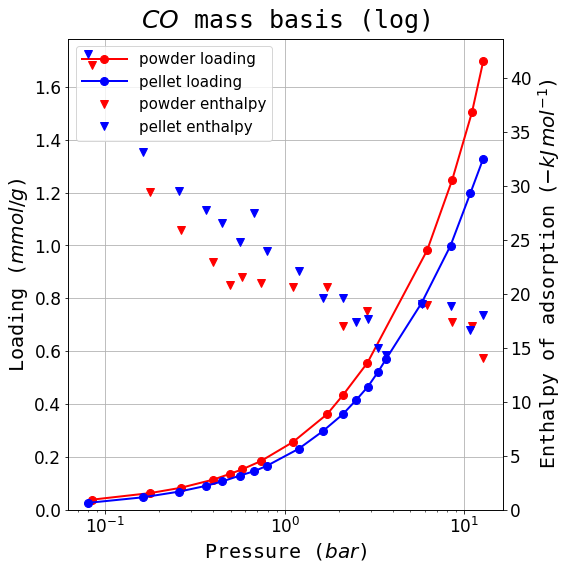 CO mass basis (log)
powder loading
pellet loading
powder enthalpy
pellet enthalpy
Loading (mmol/g)
0.0
0.2
0.4
0.6
0.8
1.0
1.2
1.4
1.6
Enthalpy of adsorption (−kJ mol⁻¹)
0
5
10
15
20
25
30
35
40
10⁻¹ 10⁰ 10¹
Pressure (bar)